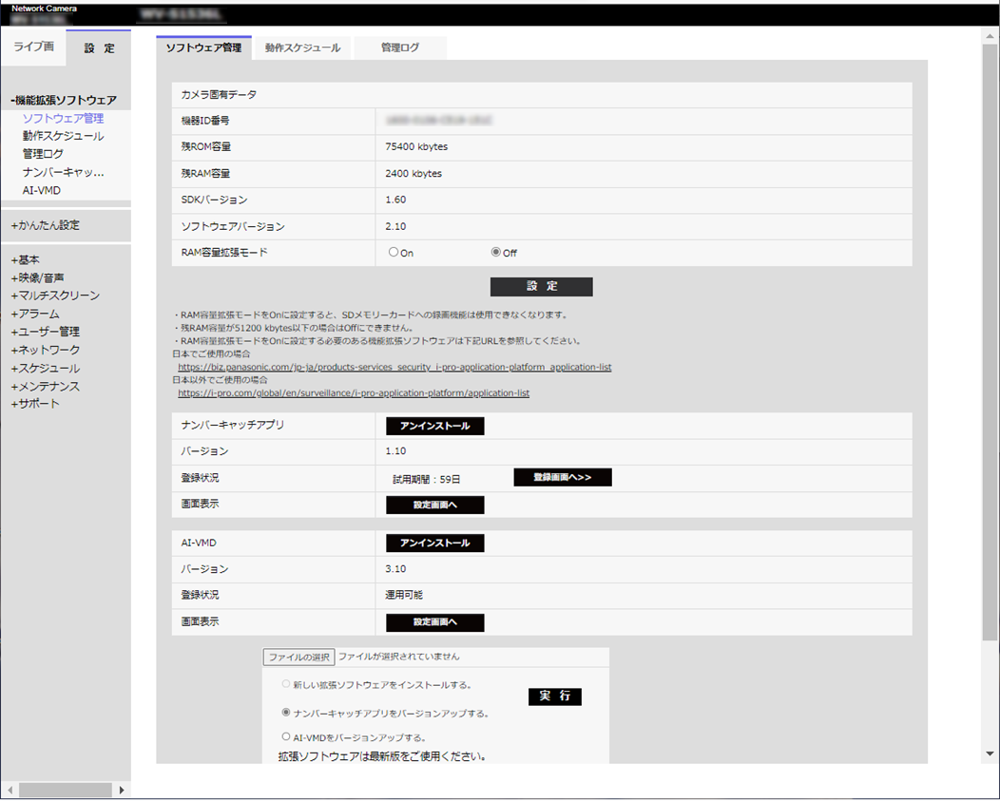 Network Camera
ライブ画
設 定
-機能拡張ソフトウェア
ソフトウェア管理
動作スケジュール
管理ログ
ナンバーキャッ...
AI-VMD
+かんたん設定
+基本
+映像/音声
+マルチスクリーン
+アラーム
+ユーザー管理
+ネットワーク
+スケジュール
+メンテナンス
+サポート
ソフトウェア管理
動作スケジュール
管理ログ
カメラ固有データ
機器ID番号
残ROM容量 75400 kbytes
残RAM容量 2400 kbytes
SDKバージョン 1.60
ソフトウェアバージョン 2.10
RAM容量拡張モード On Off
設 定
・RAM容量拡張モードをOnに設定すると、SDメモリーカードへの録画機能は使用できなくなります。
・残RAM容量が51200 kbytes以下の場合はOffにできません。
・RAM容量拡張モードをOnに設定する必要のある機能拡張ソフトウェアは下記URLを参照してください。
日本でご使用の場合
https://biz.panasonic.com/jp-ja/products-services_security_i-pro-application-platform_application-list
日本以外でご使用の場合
https://i-pro.com/global/en/surveillance/i-pro-application-platform/application-list
ナンバーキャッチアプリ アンインストール
バージョン 1.10
登録状況 試用期間：59日 登録画面へ>>
画面表示 設定画面へ
AI-VMD アンインストール
バージョン 3.10
登録状況 運用可能
画面表示 設定画面へ
ファイルの選択 ファイルが選択されていません
新しい拡張ソフトウェアをインストールする。
実 行
ナンバーキャッチアプリをバージョンアップする。
AI-VMDをバージョンアップする。
拡張ソフトウェアは最新版をご使用ください。